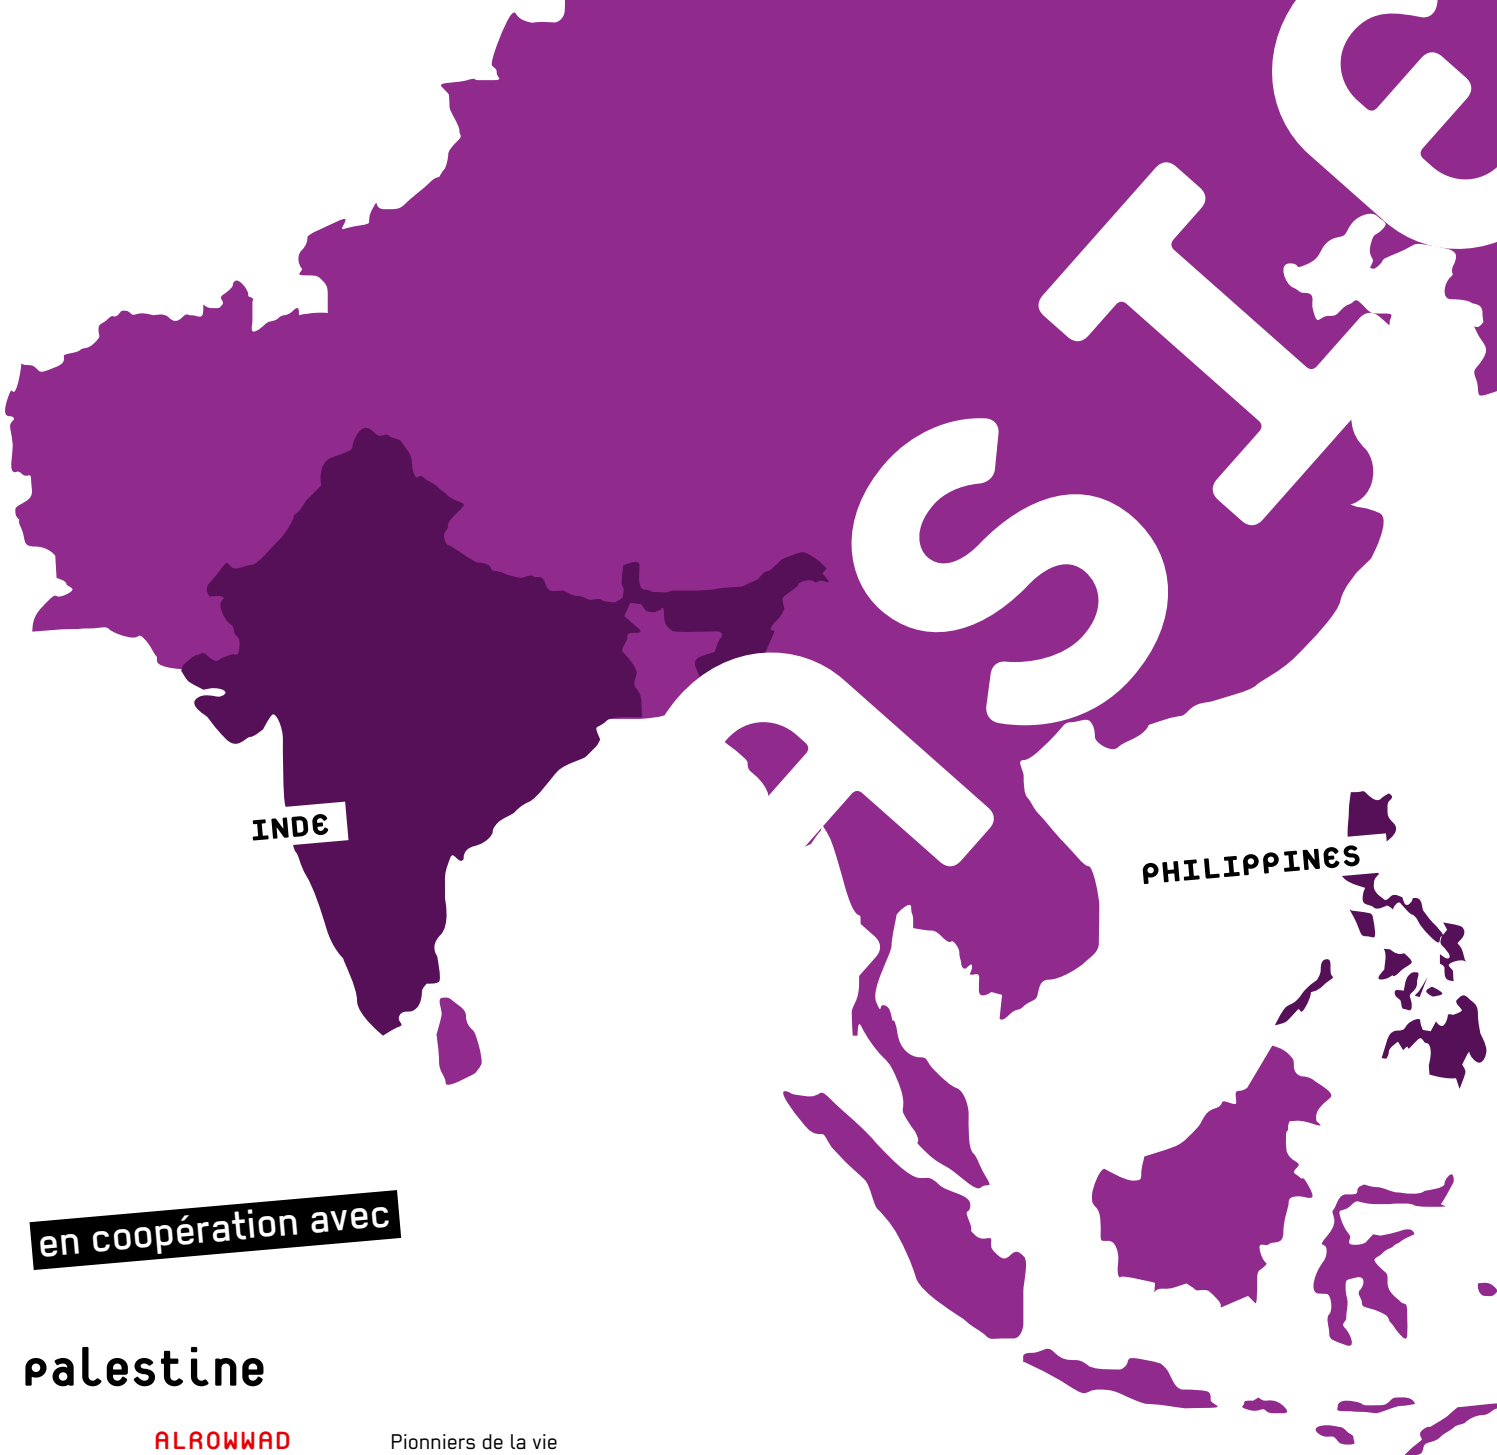 asie
INDE
PHILIPPINES
en coopération avec
palestine
ALROWWAD
Pionniers de la vie